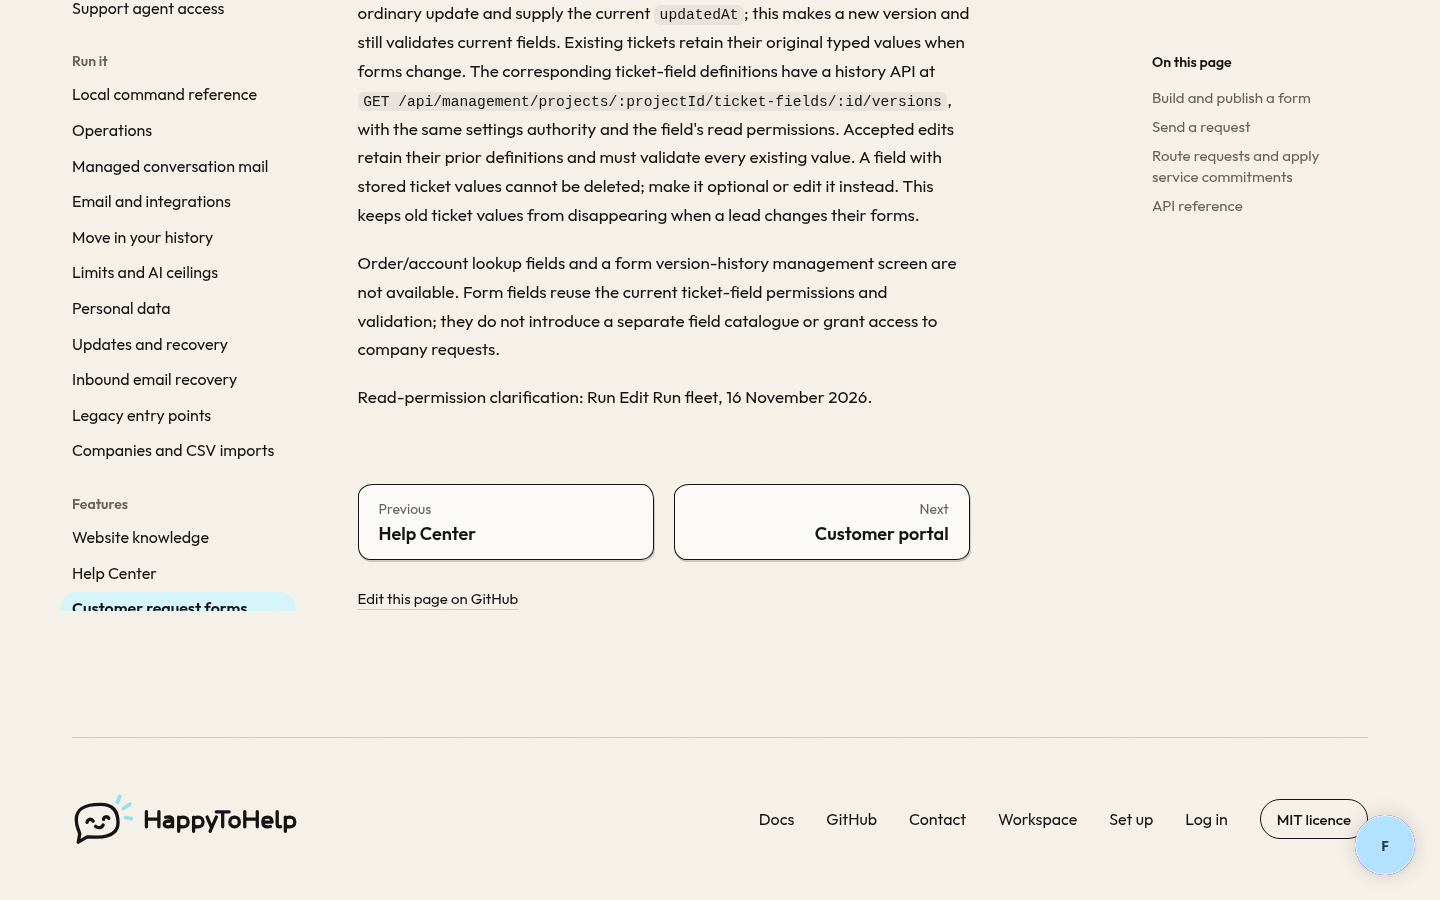 Support agent access
Run it
Local command reference
Operations
Managed conversation mail
Email and integrations
Move in your history
Limits and AI ceilings
Personal data
Updates and recovery
Inbound email recovery
Legacy entry points
Companies and CSV imports
Features
Website knowledge
Help Center
Customer request forms
ordinary update and supply the current updatedAt; this makes a new version and
still validates current fields. Existing tickets retain their original typed values when
forms change. The corresponding ticket-field definitions have a history API at
GET /api/management/projects/:projectId/ticket-fields/:id/versions,
with the same settings authority and the field's read permissions. Accepted edits
retain their prior definitions and must validate every existing value. A field with
stored ticket values cannot be deleted; make it optional or edit it instead. This
keeps old ticket values from disappearing when a lead changes their forms.
Order/account lookup fields and a form version-history management screen are
not available. Form fields reuse the current ticket-field permissions and
validation; they do not introduce a separate field catalogue or grant access to
company requests.
Read-permission clarification: Run Edit Run fleet, 16 November 2026.
Previous
Help Center
Next
Customer portal
Edit this page on GitHub
On this page
Build and publish a form
Send a request
Route requests and apply
service commitments
API reference
HappyToHelp
Docs
GitHub
Contact
Workspace
Set up
Log in
MIT licence
F